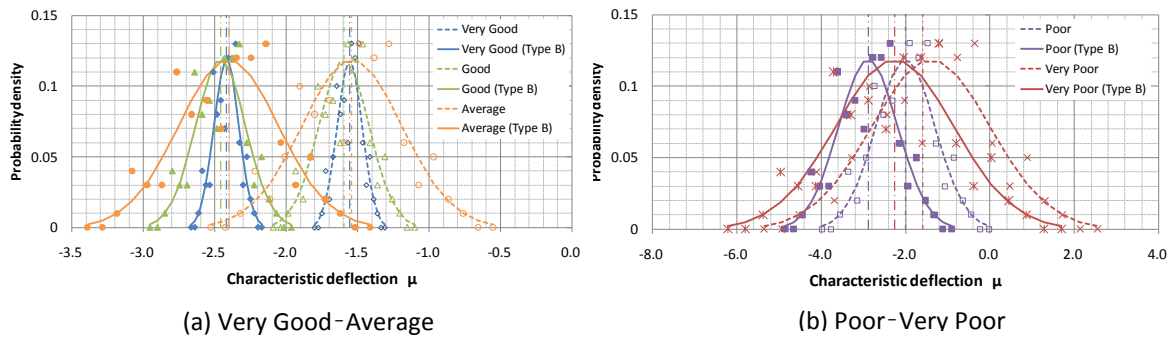 0.15
0.1
0.05
0
Probability density
-3.5
-3.0
-2.5
-2.0
-1.5
-1.0
-0.5
0.0
Characteristic deflection μ
Very Good
Very Good (Type B)
Good
Good (Type B)
Average
Average (Type B)
(a) Very Good-Average
0.15
0.1
0.05
0
Probability density
-8.0
-6.0
-4.0
-2.0
0.0
2.0
4.0
Characteristic deflection μ
Poor
Poor (Type B)
Very Poor
Very Poor (Type B)
(b) Poor-Very Poor